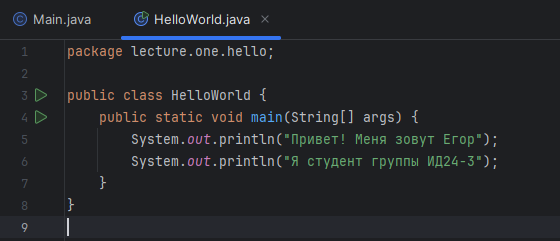 Main.java HelloWorld.java
1 package lecture.one.hello;
2
3 public class HelloWorld {
4 public static void main(String[] args) {
5 System.out.println("Привет! Меня зовут Егор");
6 System.out.println("Я студент группы ИД24-3");
7 }
8 }
9